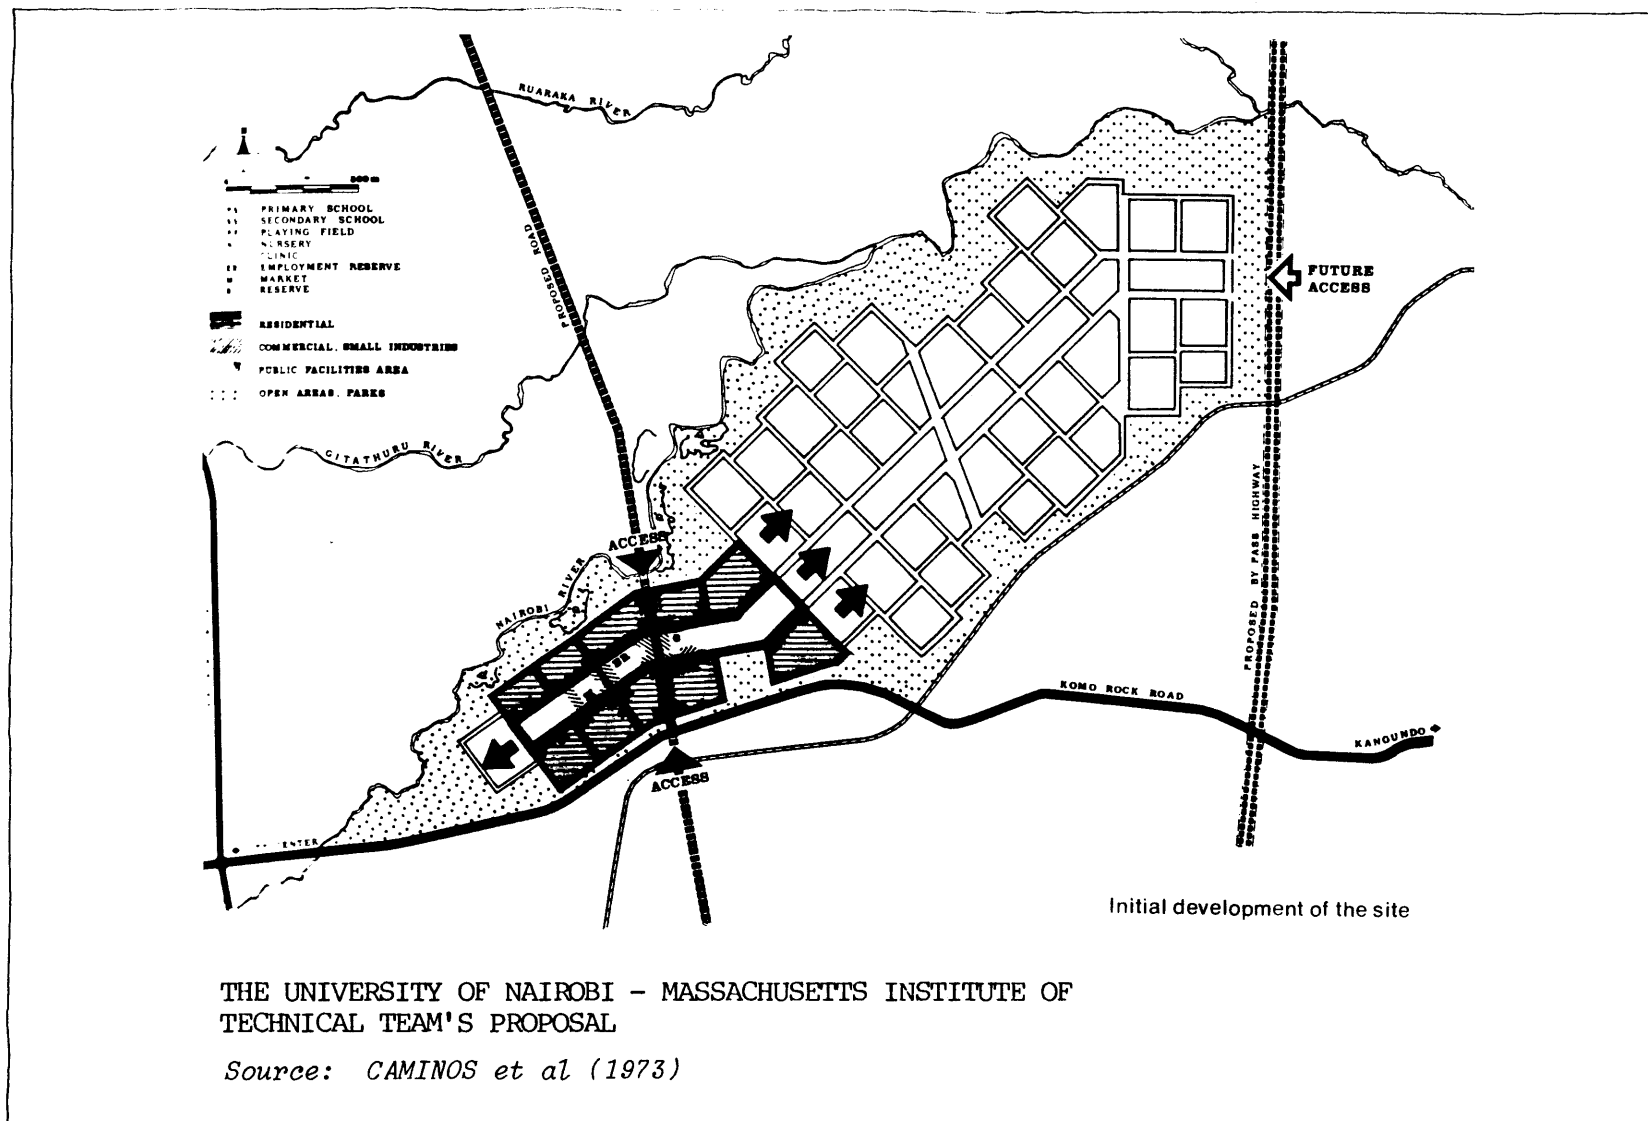 RUARAKA RIVER
N
500m
PRIMARY SCHOOL
SECONDARY SCHOOL
PLAYING FIELD
NURSERY
CLINIC
EMPLOYMENT RESERVE
MARKET
RESERVE
RESIDENTIAL
COMMERCIAL, SMALL INDUSTRIES
PUBLIC FACILITIES AREA
OPEN AREAS, PARKS
PROPOSED ROAD
FUTURE
ACCESS
GITATHURU RIVER
PROPOSED BY PASS HIGHWAY
ACCESS
NAIROBI RIVER
KOMO ROCK ROAD
KANGUNDO
ACCESS
Initial development of the site
THE UNIVERSITY OF NAIROBI - MASSACHUSETTS INSTITUTE OF
TECHNICAL TEAM'S PROPOSAL
Source: CAMINOS et al (1973)